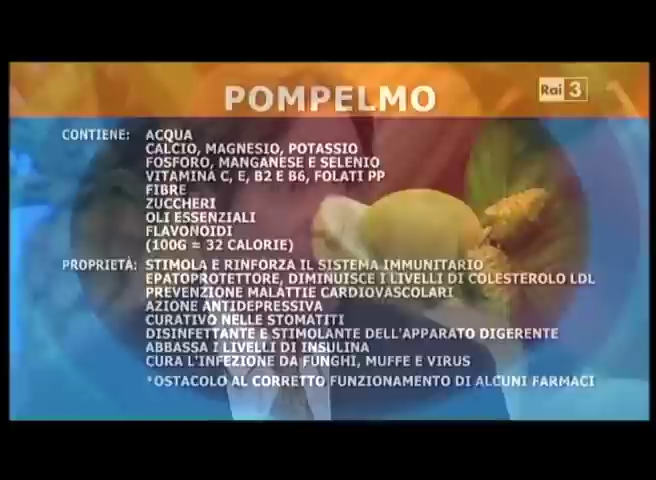 POMPELMO
Rai 3
CONTIENE: ACQUA
CALCIO, MAGNESIO, POTASSIO
FOSFORO, MANGANESE E SELENIO
VITAMINA C, E, B2 E B6, FOLATI PP
FIBRE
ZUCCHERI
OLI ESSENZIALI
FLAVONOIDI
(100G = 32 CALORIE)
PROPRIETÀ: STIMOLA E RINFORZA IL SISTEMA IMMUNITARIO
EPATOPROTETTORE, DIMINUISCE I LIVELLI DI COLESTEROLO LDL
PREVENZIONE MALATTIE CARDIOVASCOLARI
AZIONE ANTIDEPRESSIVA
CURATIVO NELLE STOMATITI
DISINFETTANTE E STIMOLANTE DELL'APPARATO DIGERENTE
ABBASSA I LIVELLI DI INSULINA
CURA L'INFEZIONE DA FUNGHI, MUFFE E VIRUS
*OSTACOLO AL CORRETTO FUNZIONAMENTO DI ALCUNI FARMACI